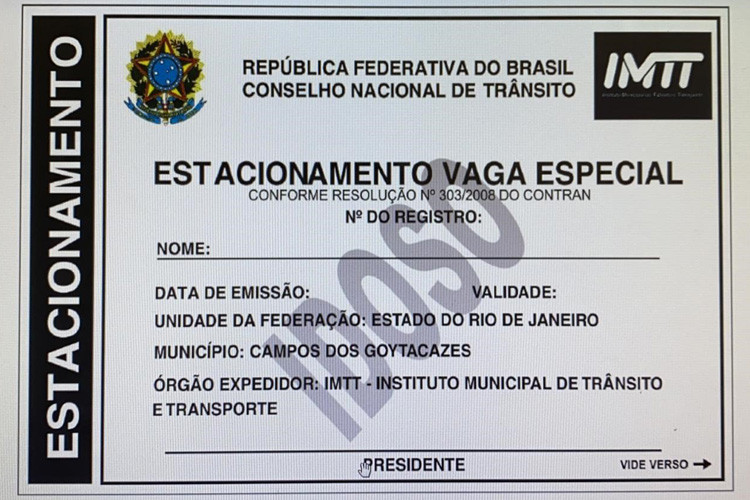 ESTACIONAMENTO
REPÚBLICA FEDERATIVA DO BRASIL
CONSELHO NACIONAL DE TRÂNSITO
IMTT
ESTACIONAMENTO VAGA ESPECIAL
CONFORME RESOLUÇÃO Nº 303/2008 DO CONTRAN
Nº DO REGISTRO:
NOME:
IDOSO
DATA DE EMISSÃO: VALIDADE:
UNIDADE DA FEDERAÇÃO: ESTADO DO RIO DE JANEIRO
MUNICÍPIO: CAMPOS DOS GOYTACAZES
ÓRGÃO EXPEDIDOR: IMTT - INSTITUTO MUNICIPAL DE TRÂNSITO
E TRANSPORTE
PRESIDENTE
VIDE VERSO